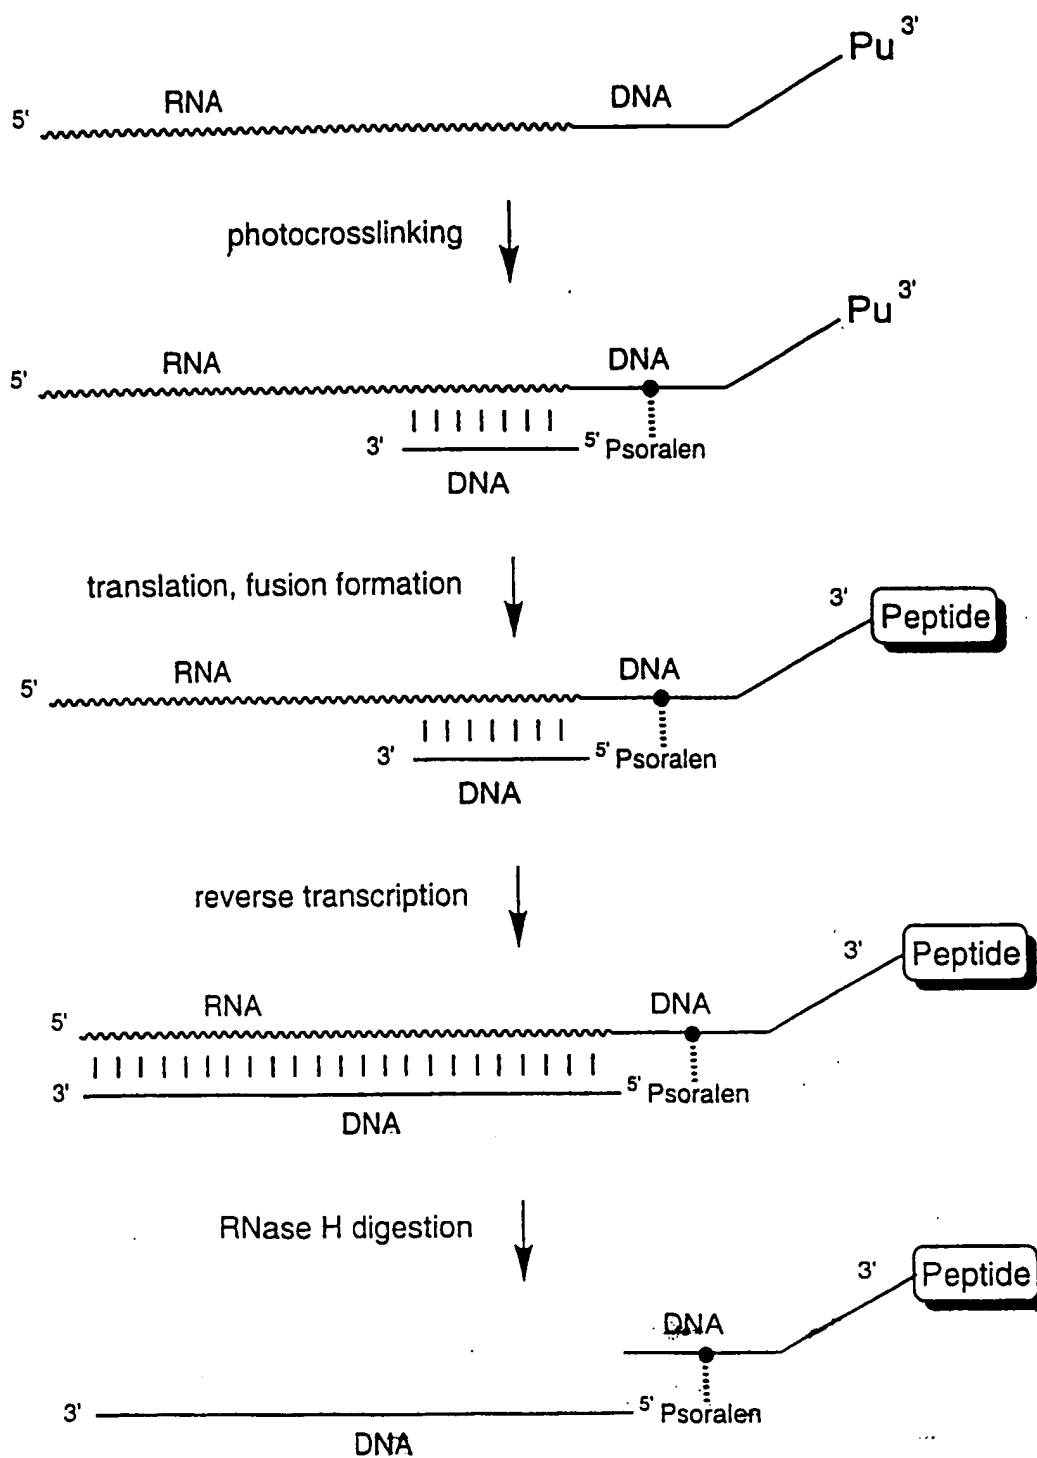 Pu 3'
RNA DNA
5'
photocrosslinking
Pu 3'
RNA DNA
5'
3' 5' Psoralen
DNA
translation, fusion formation
3' Peptide
RNA DNA
5'
3' 5' Psoralen
DNA
reverse transcription
3' Peptide
RNA DNA
5'
3' 5' Psoralen
DNA
RNase H digestion
3' Peptide
DNA
3' 5' Psoralen
DNA